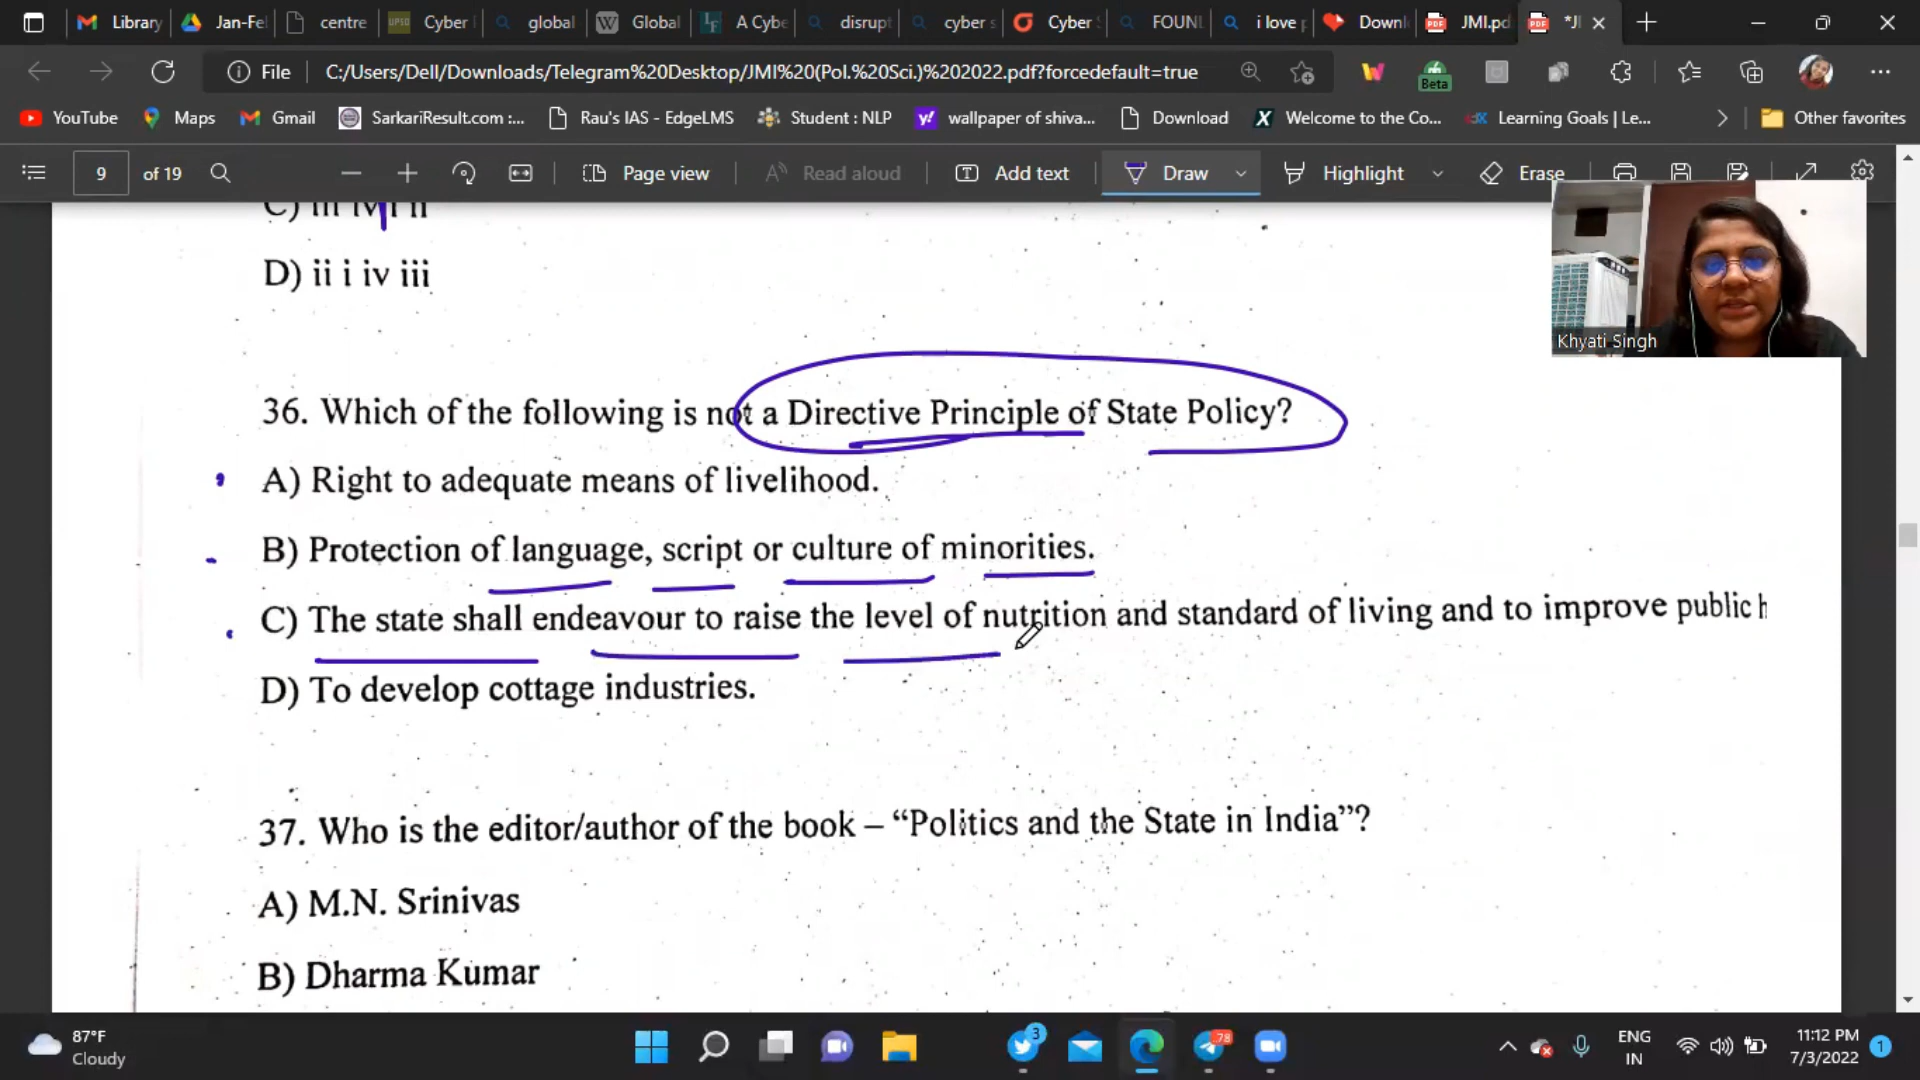 Library
Jan-Fe
centre
Cyber
global
Global
A Cybe
disrupt
cyber s
Cyber
FOUN
i love p
Downl
JMI.pd
File
C:/Users/Dell/Downloads/Telegram%20Desktop/JMI%20(Pol.%20Sci.)%202022.pdf?forcedefault=true
Beta
YouTube
Maps
Gmail
SarkariResult.com :...
Rau's IAS - EdgeLMS
Student : NLP
wallpaper of shiva...
Download
Welcome to the Co...
Learning Goals | Le...
Other favorites
9 of 19
Page view
Read aloud
Add text
Draw
Highlight
Erase
Khyati Singh
C) iii iv i ii
D) ii i iv iii
36. Which of the following is not a Directive Principle of State Policy?
A) Right to adequate means of livelihood.
B) Protection of language, script or culture of minorities.
C) The state shall endeavour to raise the level of nutrition and standard of living and to improve public h
D) To develop cottage industries.
37. Who is the editor/author of the book – “Politics and the State in India”?
A) M.N. Srinivas
B) Dharma Kumar
87°F
Cloudy
3
78
ENG
IN
11:12 PM
7/3/2022
1